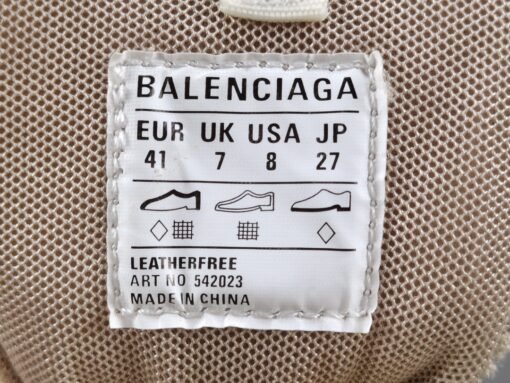 BALENCIAGA
EUR UK USA JP
41 7 8 27
LEATHERFREE
ART NO 542023
MADE IN CHINA